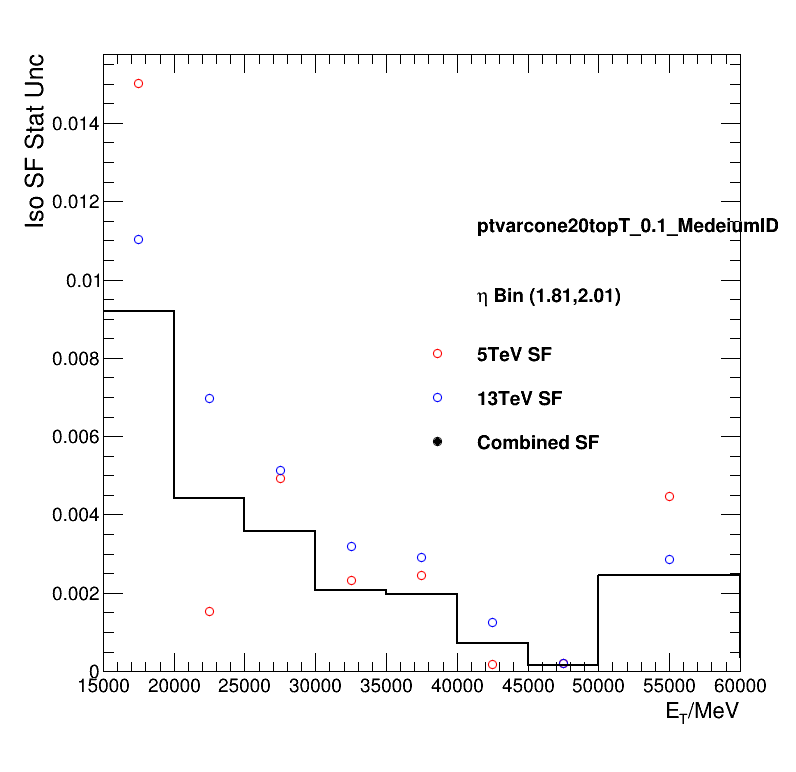 Iso SF Stat Unc
0.014
0.012
0.01
0.008
0.006
0.004
0.002
0
ptvarcone20topT_0.1_MedeiumID
η Bin (1.81,2.01)
5TeV SF
13TeV SF
Combined SF
15000 20000 25000 30000 35000 40000 45000 50000 55000 60000
E_T/MeV